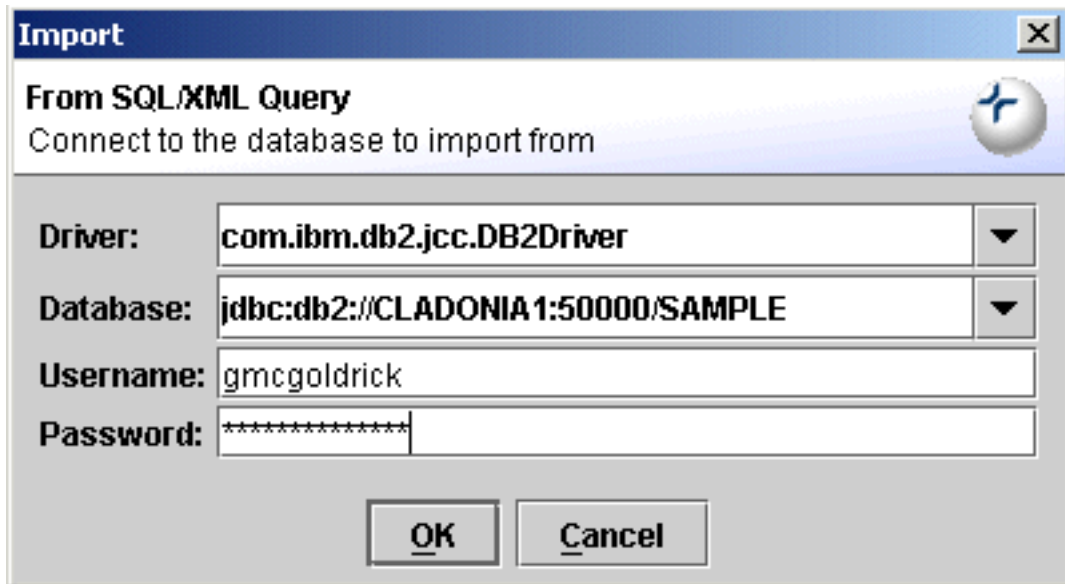 Import
From SQL/XML Query
Connect to the database to import from
Driver: com.ibm.db2.jcc.DB2Driver
Database: jdbc:db2://CLADONIA1:50000/SAMPLE
Username: gmcgoldrick
Password: **************
OK Cancel